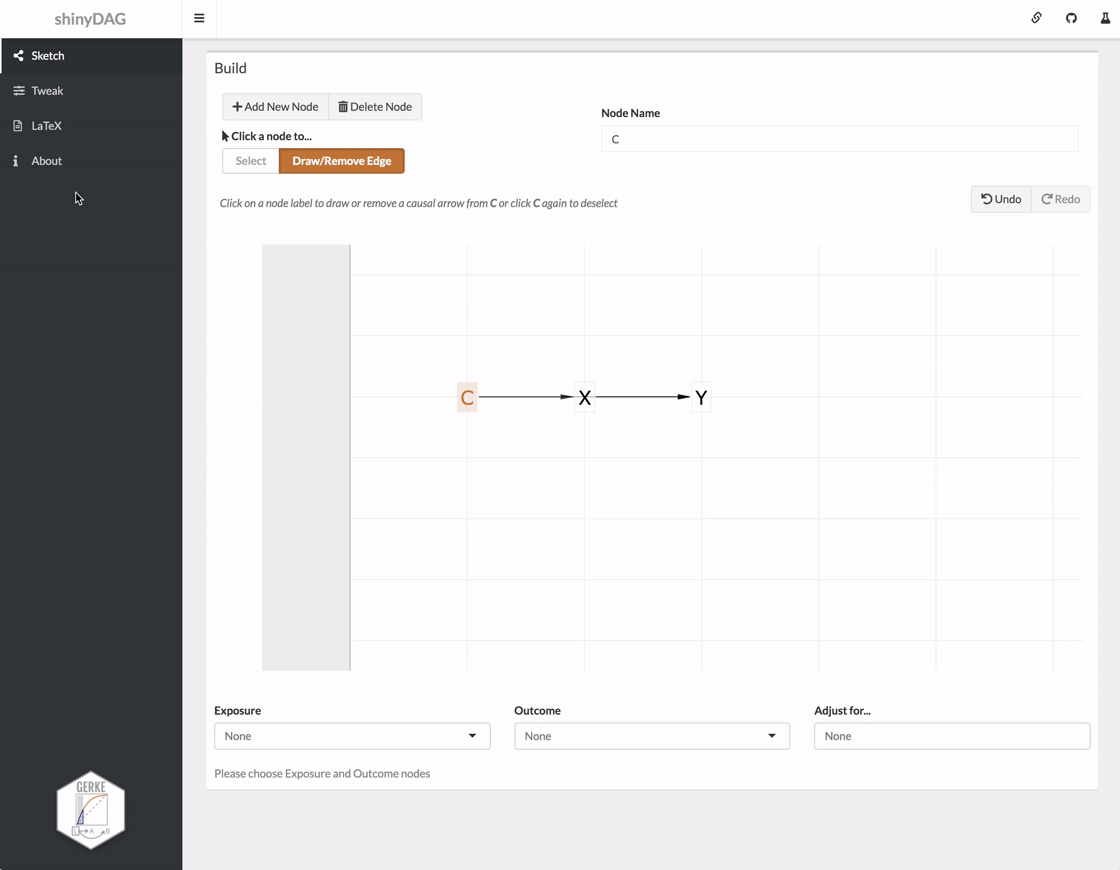 shinyDAG
Sketch
Tweak
LaTeX
About
Build
Add New Node
Delete Node
Click a node to...
Select
Draw/Remove Edge
Node Name
C
Click on a node label to draw or remove a causal arrow from C or click C again to deselect
Undo
Redo
C
X
Y
Exposure
None
Outcome
None
Adjust for...
None
Please choose Exposure and Outcome nodes
GERKE
A
B